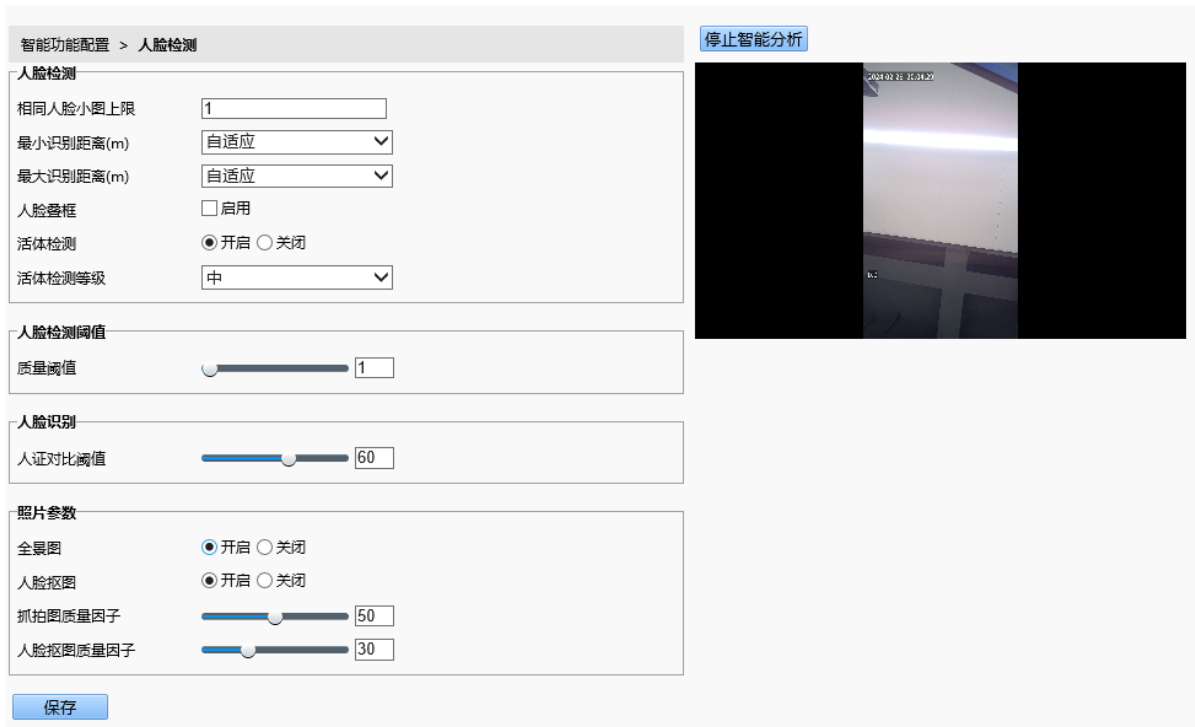 智能功能配置 > 人脸检测
停止智能分析
人脸检测
相同人脸小图上限 1
最小识别距离(m) 自适应
最大识别距离(m) 自适应
人脸叠框 启用
活体检测 开启 关闭
活体检测等级 中
人脸检测阈值
质量阈值 1
人脸识别
人证对比阈值 60
照片参数
全景图 开启 关闭
人脸抠图 开启 关闭
抓拍图质量因子 50
人脸抠图质量因子 30
保存